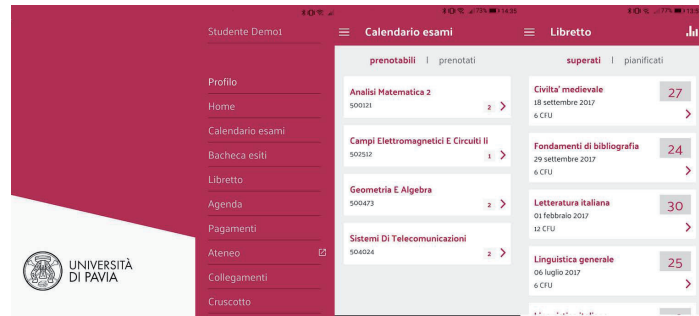 UNIVERSITÀ
DI PAVIA
Studente Demo1
Profilo
Home
Calendario esami
Bacheca esiti
Libretto
Agenda
Pagamenti
Ateneo
Collegamenti
Cruscotto
77% 14:35
Calendario esami
prenotabili | prenotati
Analisi Matematica 2
500121
2
Campi Elettromagnetici E Circuiti Ii
502512
1
Geometria E Algebra
500473
2
Sistemi Di Telecomunicazioni
504024
2
Libretto
superati | pianificati
Civilta' medievale
27
18 settembre 2017
6 CFU
Fondamenti di bibliografia
24
29 settembre 2017
6 CFU
Letteratura italiana
30
01 febbraio 2017
12 CFU
Linguistica generale
25
06 luglio 2017
6 CFU